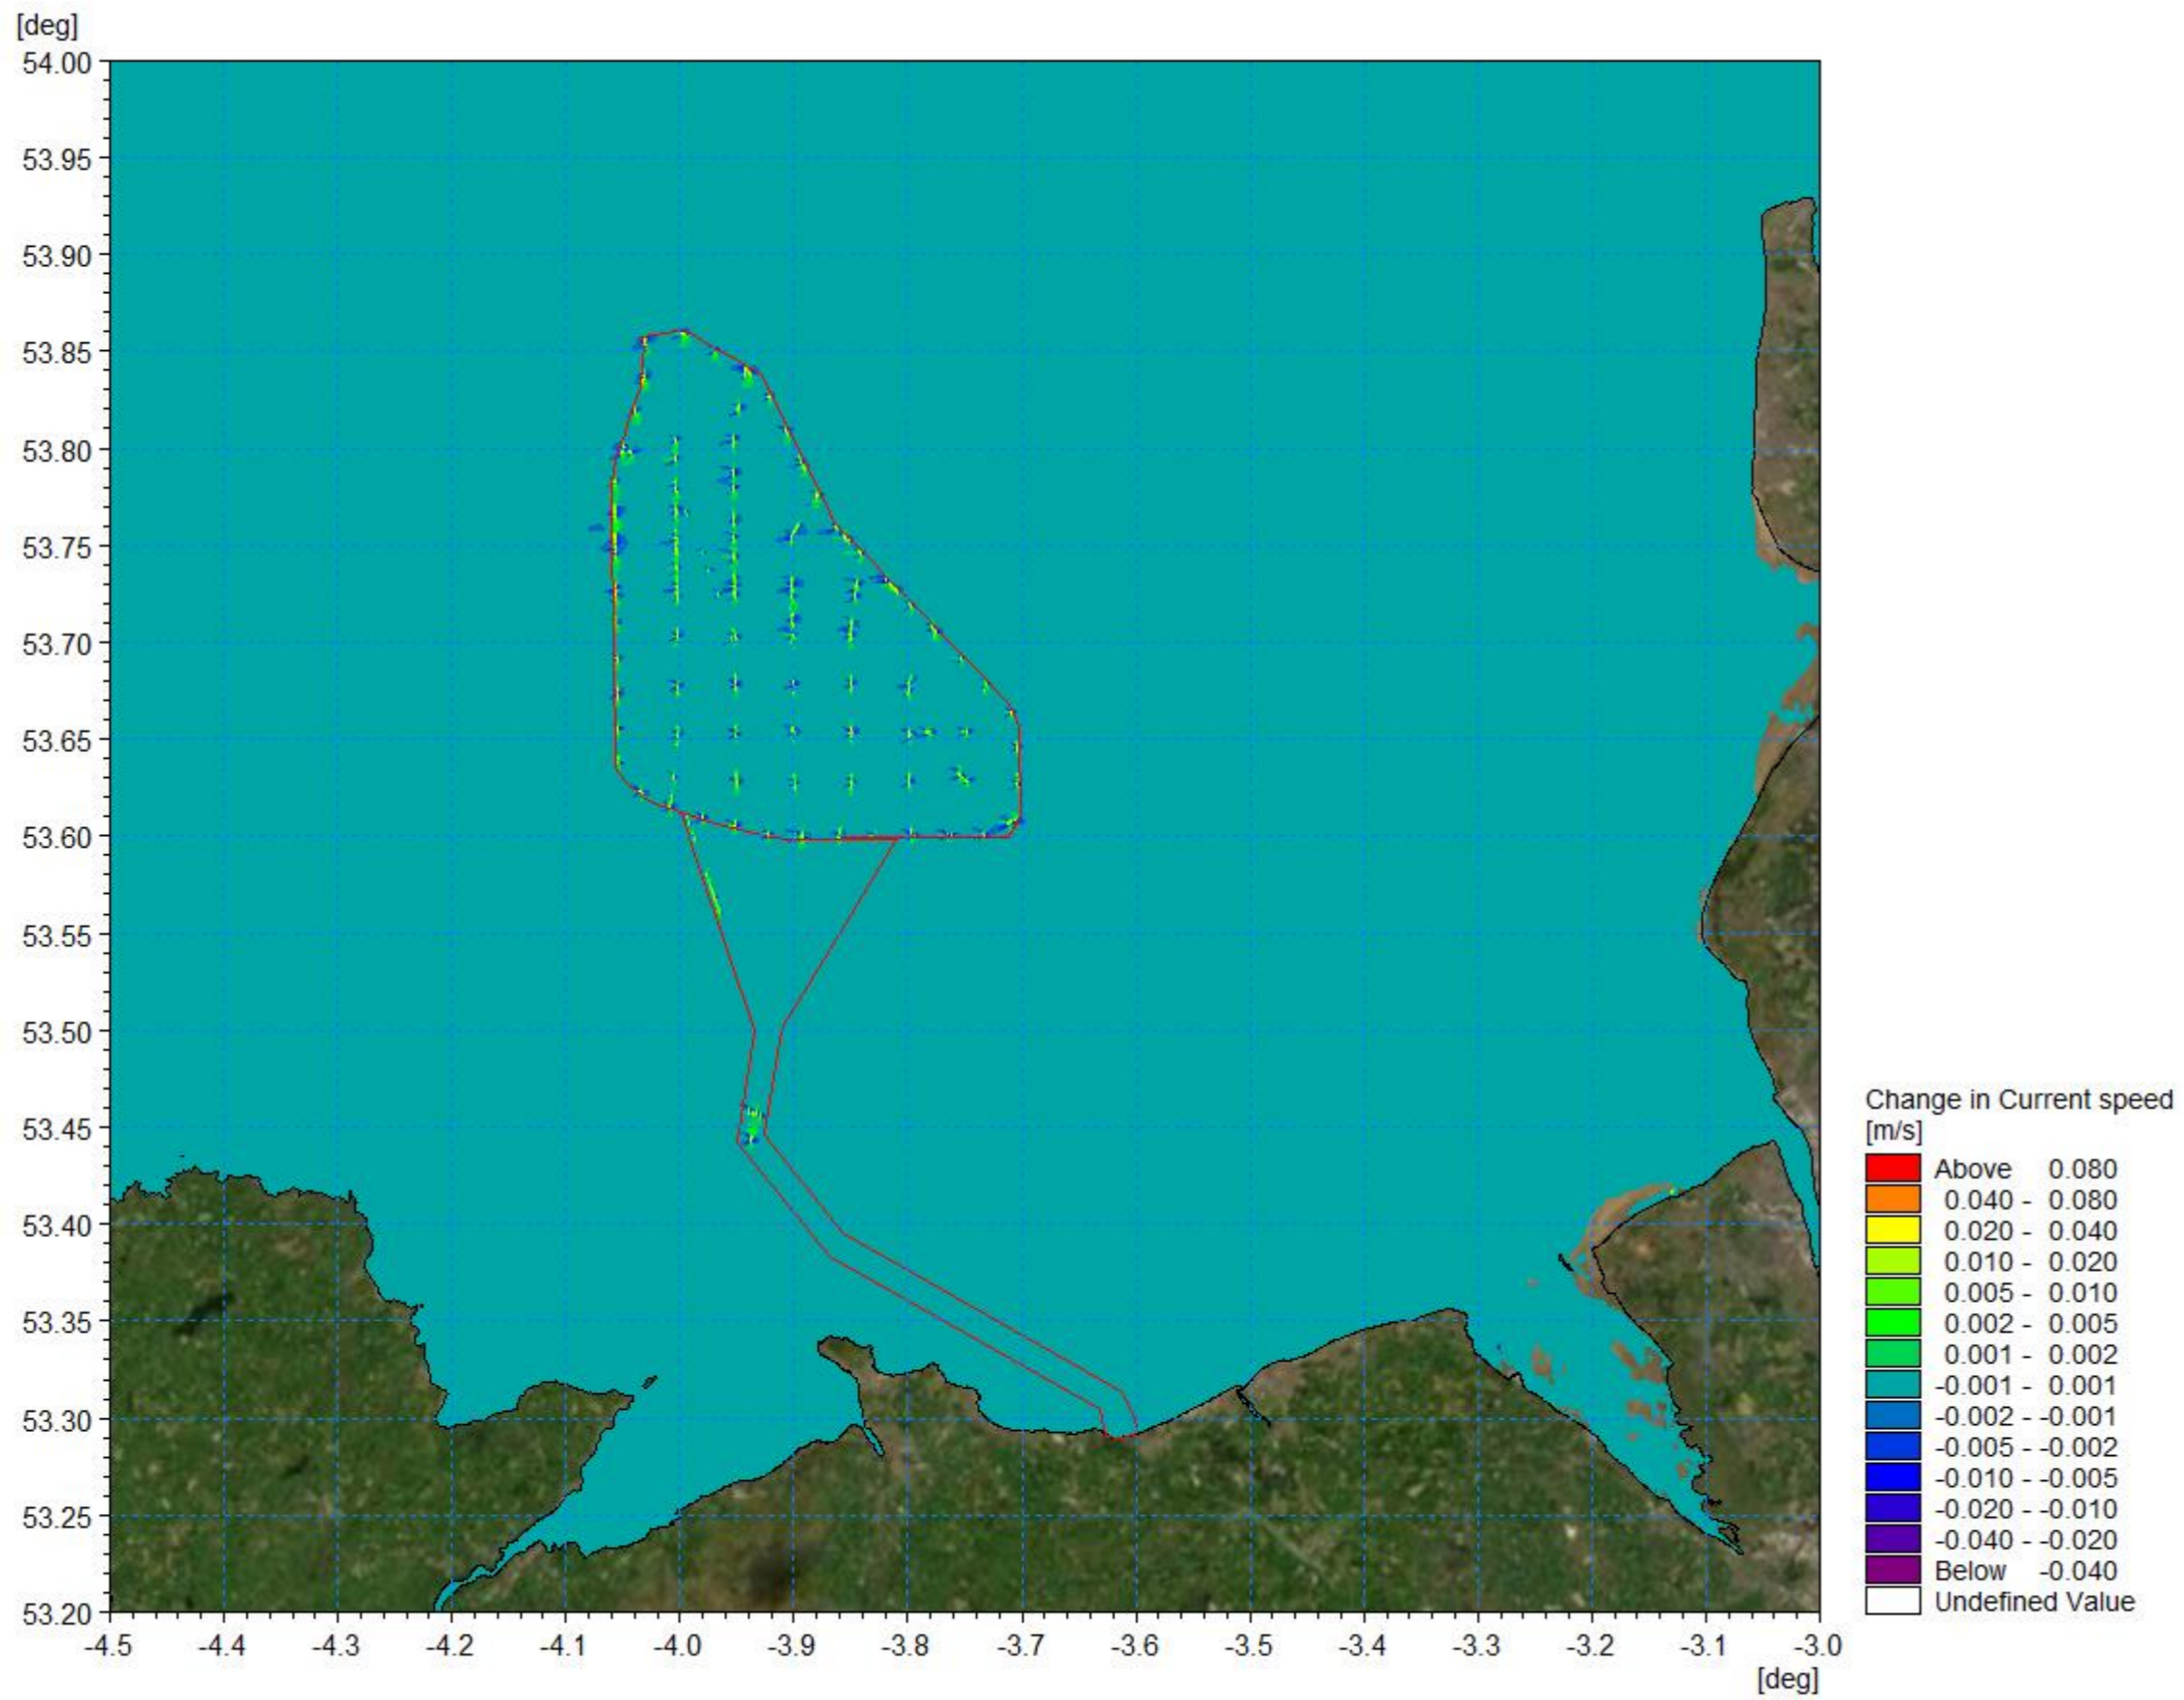 [deg]
54.00
53.95
53.90
53.85
53.80
53.75
53.70
53.65
53.60
53.55
53.50
53.45
53.40
53.35
53.30
53.25
53.20
-4.5 -4.4 -4.3 -4.2 -4.1 -4.0 -3.9 -3.8 -3.7 -3.6 -3.5 -3.4 -3.3 -3.2 -3.1 -3.0
[deg]
Change in Current speed
[m/s]
Above 0.080
0.040 - 0.080
0.020 - 0.040
0.010 - 0.020
0.005 - 0.010
0.002 - 0.005
0.001 - 0.002
-0.001 - 0.001
-0.002 - -0.001
-0.005 - -0.002
-0.010 - -0.005
-0.020 - -0.010
-0.040 - -0.020
Below -0.040
Undefined Value